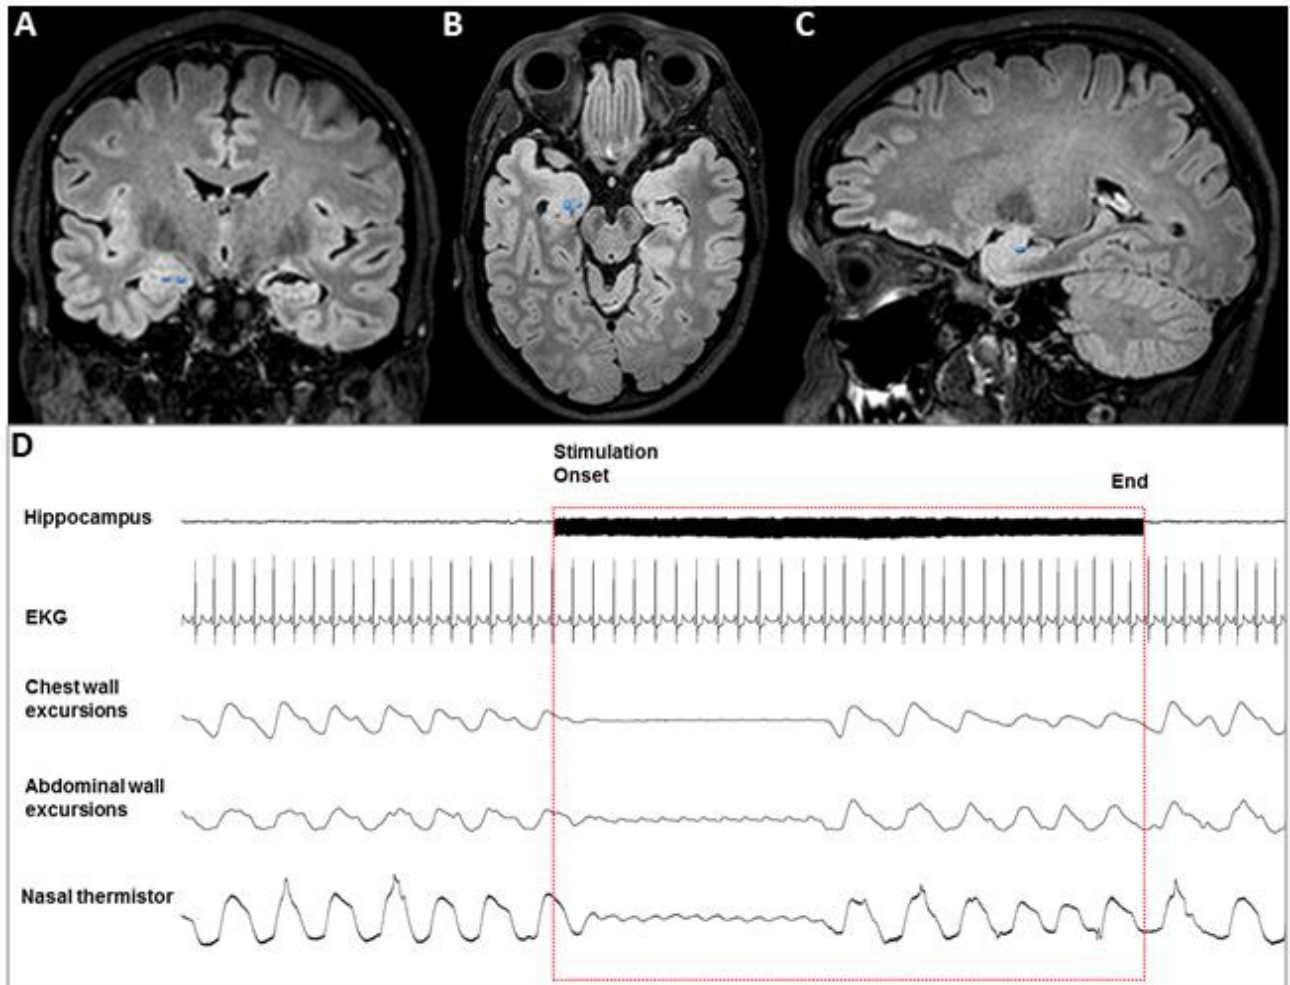 A
B
C
D
Stimulation
Onset
End
Hippocampus
EKG
Chest wall
excursions
Abdominal wall
excursions
Nasal thermistor